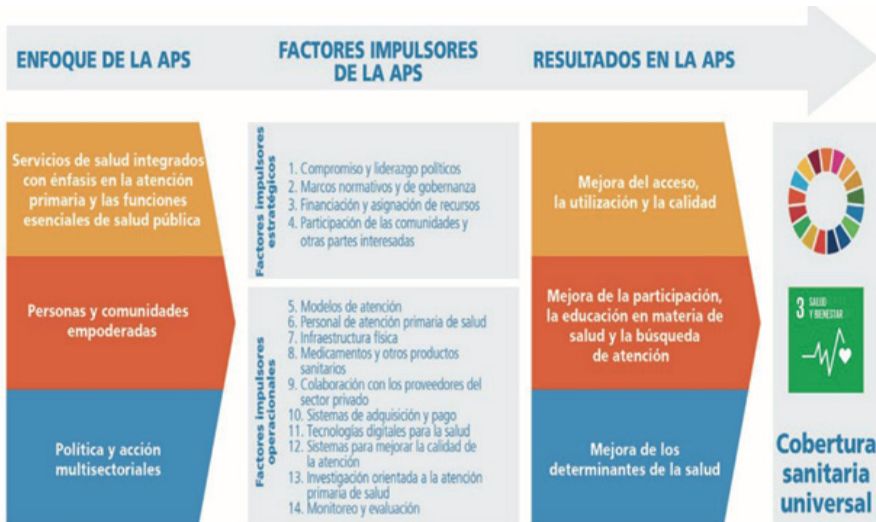 ENFOQUE DE LA APS
FACTORES IMPULSORES
DE LA APS
RESULTADOS EN LA APS
Servicios de salud integrados
con énfasis en la atención
primaria y las funciones
esenciales de salud pública
Personas y comunidades
empoderadas
Política y acción
multisectoriales
Factores impulsores
estratégicos
1. Compromiso y liderazgo políticos
2. Marcos normativos y de gobernanza
3. Financiación y asignación de recursos
4. Participación de las comunidades y
otras partes interesadas
Factores impulsores
operacionales
5. Modelos de atención
6. Personal de atención primaria de salud
7. Infraestructura física
8. Medicamentos y otros productos
sanitarios
9. Colaboración con los proveedores del
sector privado
10. Sistemas de adquisición y pago
11. Tecnologías digitales para la salud
12. Sistemas para mejorar la calidad de
la atención
13. Investigación orientada a la atención
primaria de salud
14. Monitoreo y evaluación
Mejora del acceso,
la utilización y la calidad
Mejora de la participación,
la educación en materia de
salud y la búsqueda
de atención
Mejora de los
determinantes de la salud
3 SALUD
Y BIENESTAR
Cobertura
sanitaria
universal